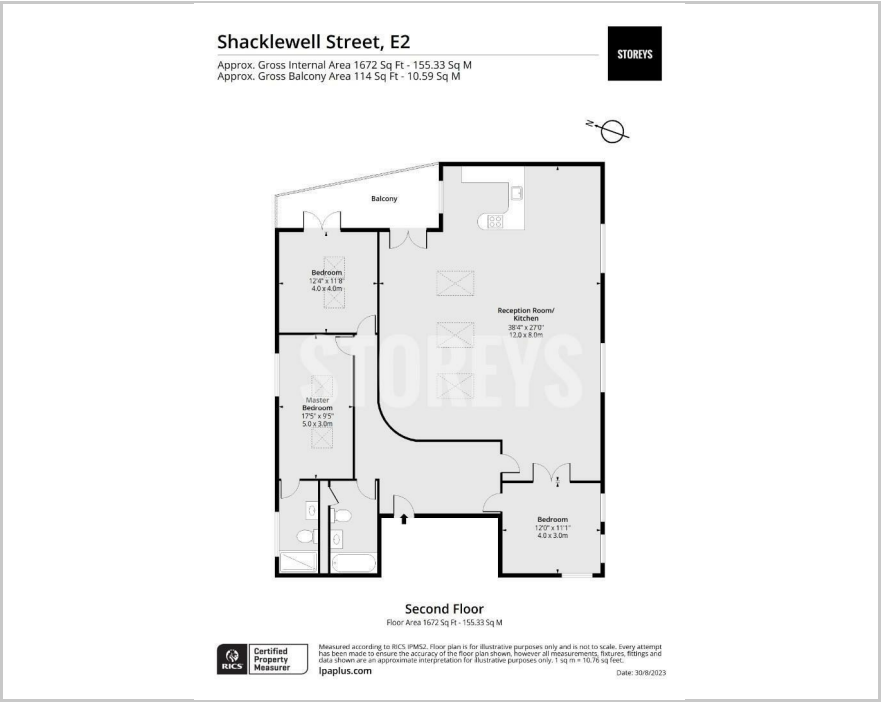 Shacklewell Street, E2
Approx. Gross Internal Area 1672 Sq Ft - 155.33 Sq M
Approx. Gross Balcony Area 114 Sq Ft - 10.59 Sq M
STOREYS
N
Balcony
Bedroom
12'4" x 11'8"
4.0 x 4.0m
Reception Room/
Kitchen
38'4" x 27'0"
12.0 x 8.0m
STOREYS
Master
Bedroom
17'5" x 9'5"
5.0 x 3.0m
Bedroom
12'0" x 11'1"
4.0 x 3.0m
Second Floor
Floor Area 1672 Sq Ft - 155.33 Sq M
RICS
Certified
Property
Measurer
Measured according to RICS IPMS2. Floor plan is for illustrative purposes only and is not to scale. Every attempt
has been made to ensure the accuracy of the floor plan shown, however all measurements, fixtures, fittings and
data shown are an approximate interpretation for illustrative purposes only. 1 sq m = 10.76 sq feet.
lpaplus.com
Date: 30/8/2023